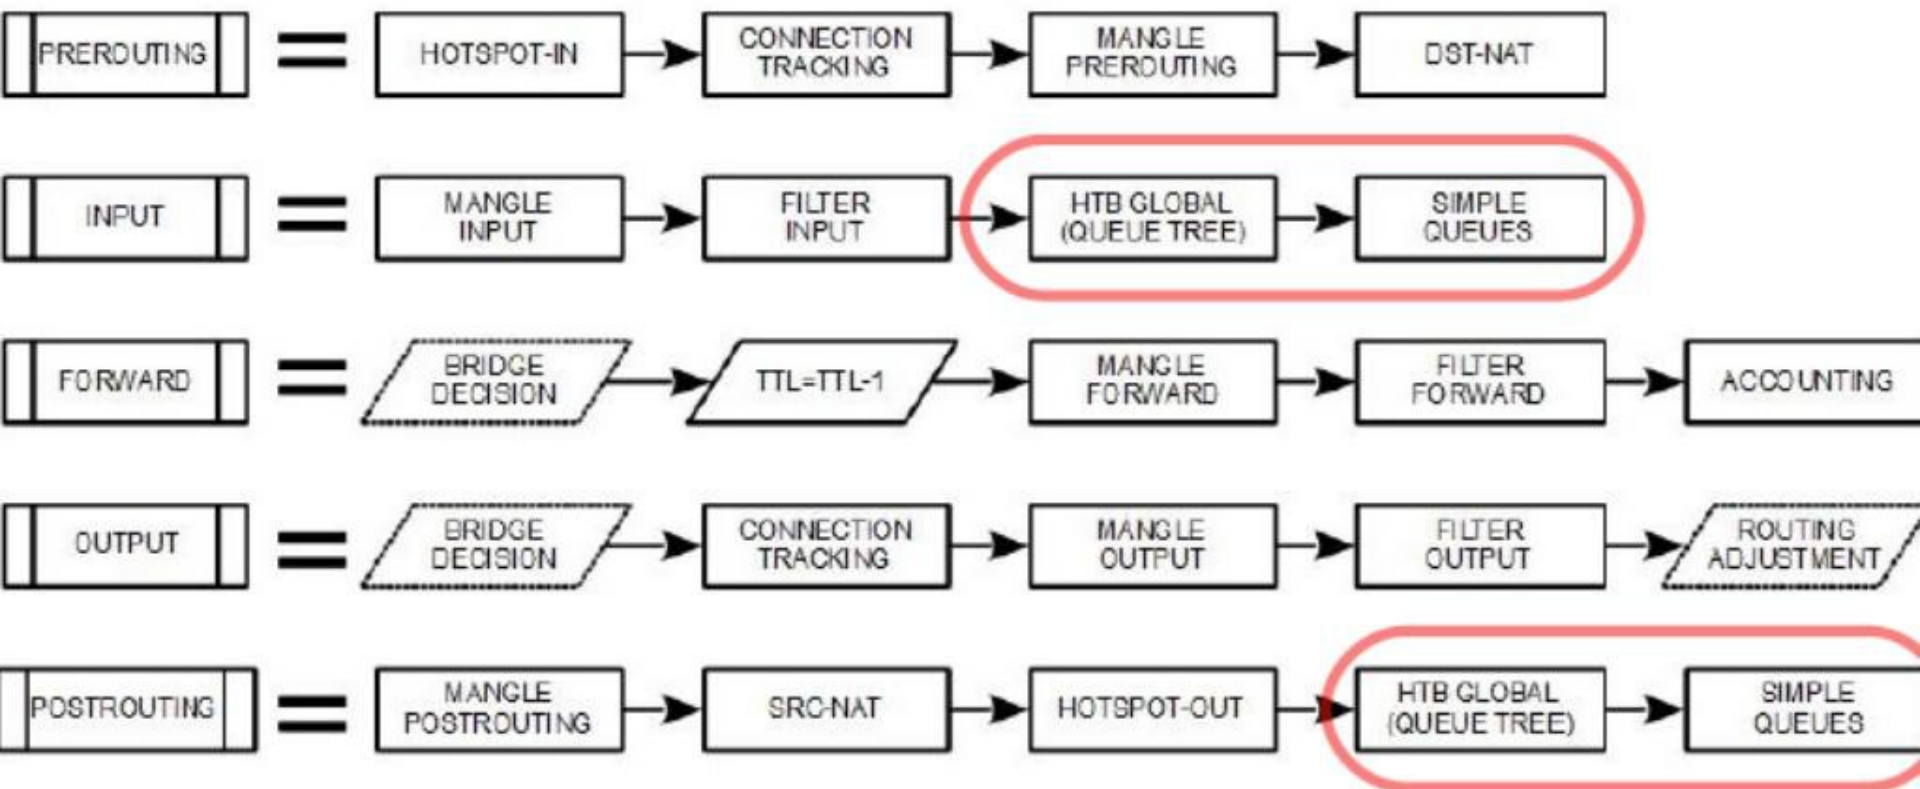 PREROUTING
HOTSPOT-IN
CONNECTION
TRACKING
MANGLE
PREROUTING
DST-NAT
INPUT
MANGLE
INPUT
FILTER
INPUT
HTB GLOBAL
(QUEUE TREE)
SIMPLE
QUEUES
FORWARD
BRIDGE
DECISION
TTL=TTL-1
MANGLE
FORWARD
FILTER
FORWARD
ACCOUNTING
OUTPUT
BRIDGE
DECISION
CONNECTION
TRACKING
MANGLE
OUTPUT
FILTER
OUTPUT
ROUTING
ADJUSTMENT
POSTROUTING
MANGLE
POSTROUTING
SRC-NAT
HOTSPOT-OUT
HTB GLOBAL
(QUEUE TREE)
SIMPLE
QUEUES